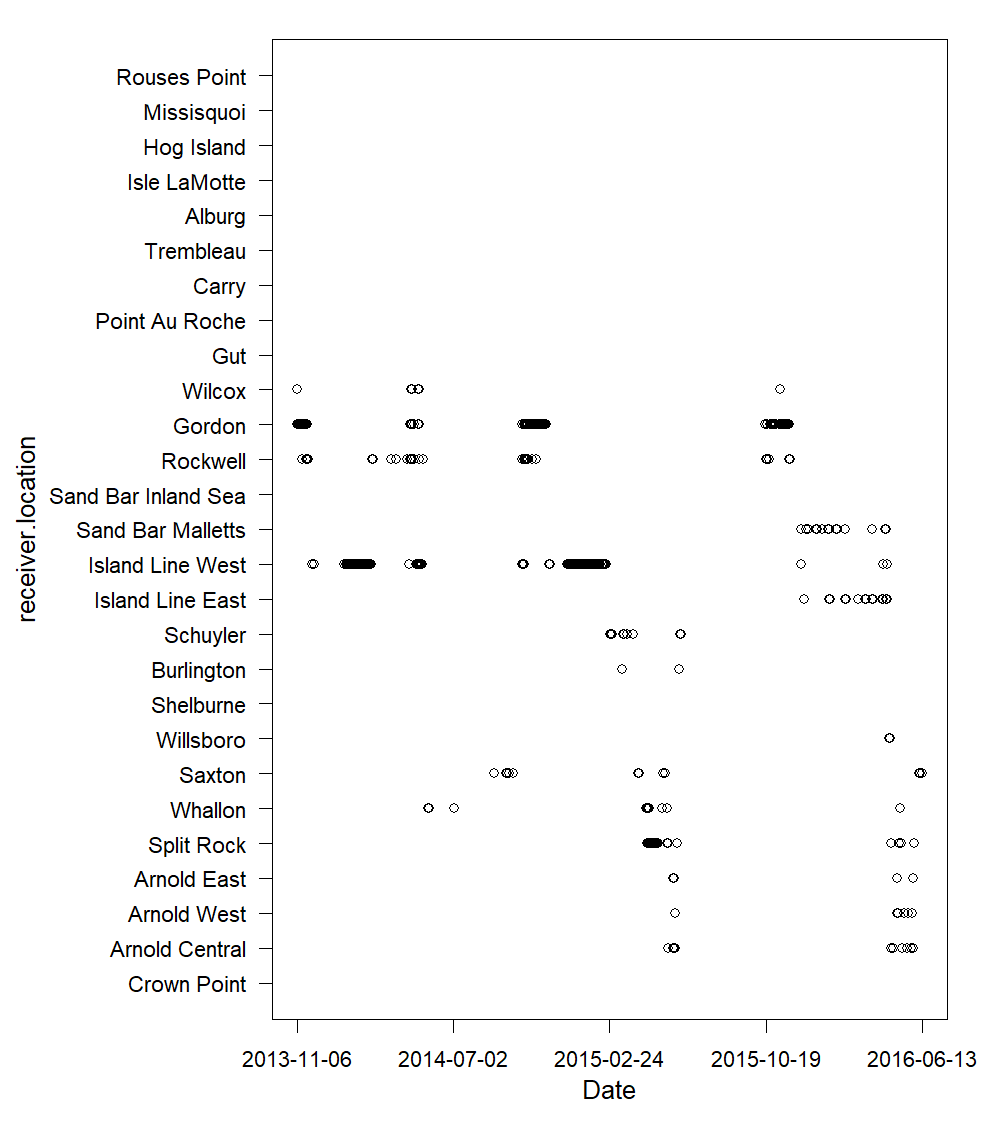 Rouses Point
Missisquoi
Hog Island
Isle LaMotte
Alburg
Trembleau
Carry
Point Au Roche
Gut
Wilcox
Gordon
Rockwell
Sand Bar Inland Sea
Sand Bar Malletts
Island Line West
Island Line East
Schuyler
Burlington
Shelburne
Willsboro
Saxton
Whallon
Split Rock
Arnold East
Arnold West
Arnold Central
Crown Point
receiver.location
2013-11-06 2014-07-02 2015-02-24 2015-10-19 2016-06-13
Date